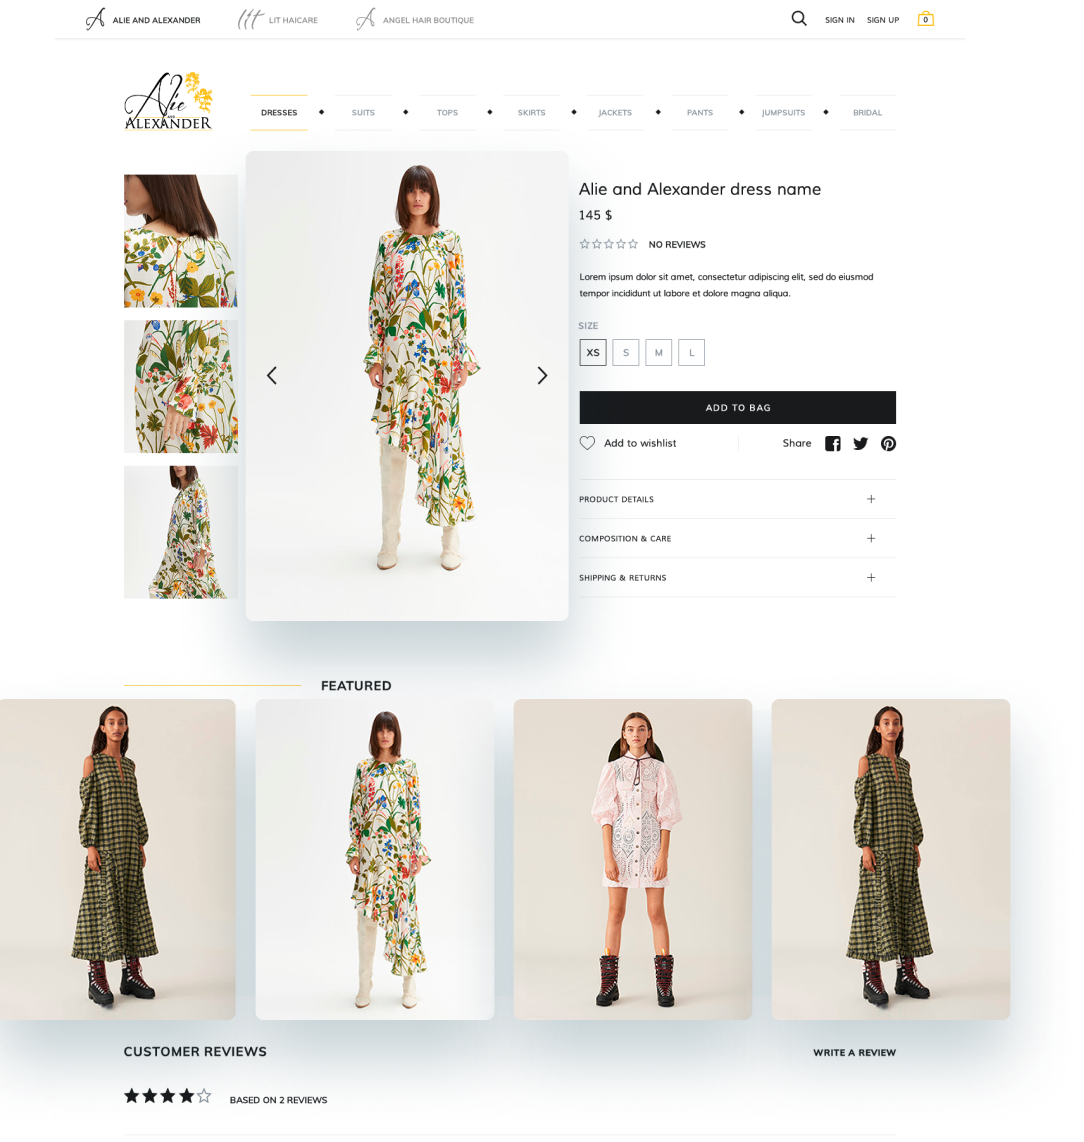 ALIE AND ALEXANDER
LIT HAICARE
ANGEL HAIR BOUTIQUE
SIGN IN
SIGN UP
0
Alie
AND
ALEXANDER
DRESSES
SUITS
TOPS
SKIRTS
JACKETS
PANTS
JUMPSUITS
BRIDAL
Alie and Alexander dress name
145 $
NO REVIEWS
Lorem ipsum dolor sit amet, consectetur adipiscing elit, sed do eiusmod
tempor incididunt ut labore et dolore magna aliqua.
SIZE
XS
S
M
L
ADD TO BAG
Add to wishlist
Share
PRODUCT DETAILS
COMPOSITION & CARE
SHIPPING & RETURNS
FEATURED
CUSTOMER REVIEWS
WRITE A REVIEW
BASED ON 2 REVIEWS